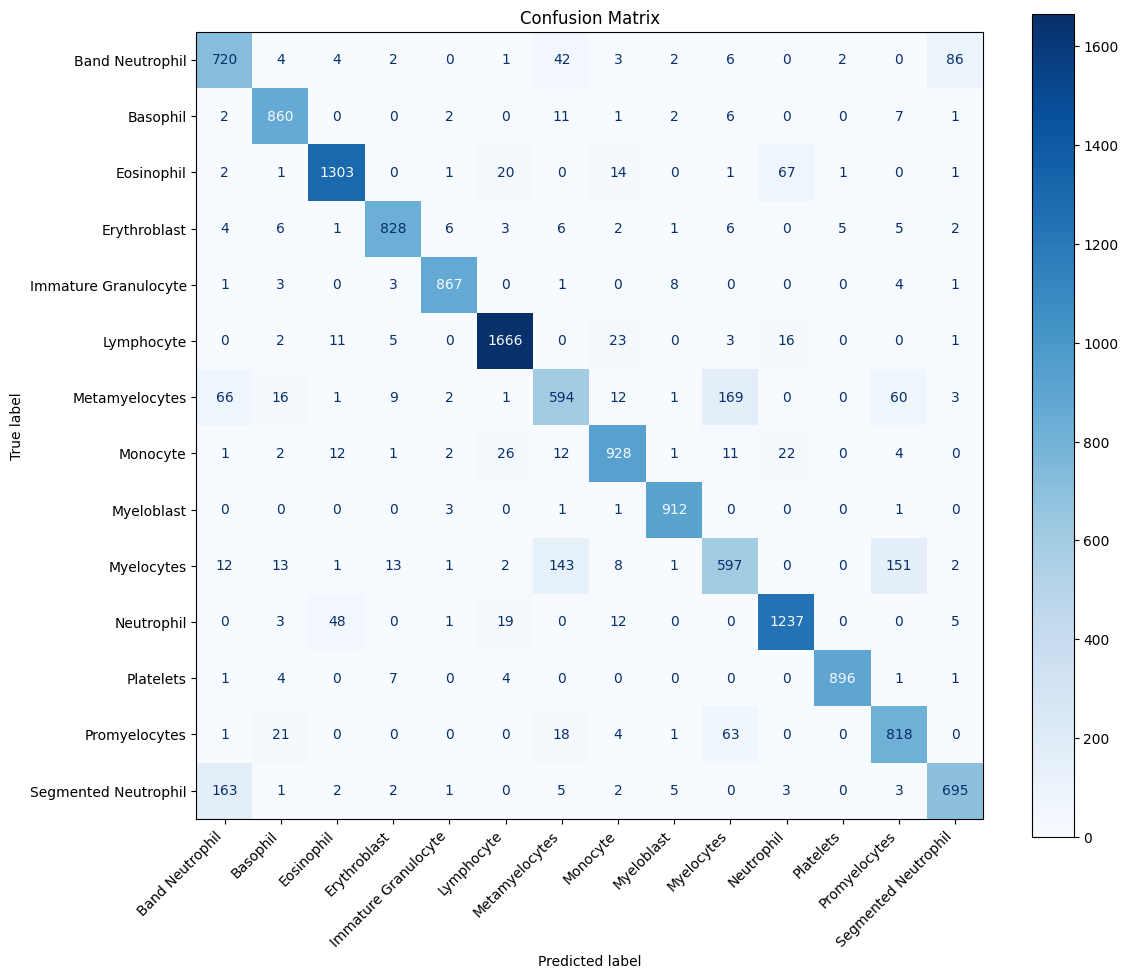 Confusion Matrix
Band Neutrophil 720 4 4 2 0 1 42 3 2 6 0 2 0 86
Basophil 2 860 0 0 2 0 11 1 2 6 0 0 7 1
Eosinophil 2 1 1303 0 1 20 0 14 0 1 67 1 0 1
Erythroblast 4 6 1 828 6 3 6 2 1 6 0 5 5 2
Immature Granulocyte 1 3 0 3 867 0 1 0 8 0 0 0 4 1
Lymphocyte 0 2 11 5 0 1666 0 23 0 3 16 0 0 1
Metamyelocytes 66 16 1 9 2 1 594 12 1 169 0 0 60 3
Monocyte 1 2 12 1 2 26 12 928 1 11 22 0 4 0
Myeloblast 0 0 0 0 3 0 1 1 912 0 0 0 1 0
Myelocytes 12 13 1 13 1 2 143 8 1 597 0 0 151 2
Neutrophil 0 3 48 0 1 19 0 12 0 0 1237 0 0 5
Platelets 1 4 0 7 0 4 0 0 0 0 0 896 1 1
Promyelocytes 1 21 0 0 0 0 18 4 1 63 0 0 818 0
Segmented Neutrophil 163 1 2 2 1 0 5 2 5 0 3 0 3 695
True label
Band Neutrophil
Basophil
Eosinophil
Erythroblast
Immature Granulocyte
Lymphocyte
Metamyelocytes
Monocyte
Myeloblast
Myelocytes
Neutrophil
Platelets
Promyelocytes
Segmented Neutrophil
Predicted label
1600
1400
1200
1000
800
600
400
200
0